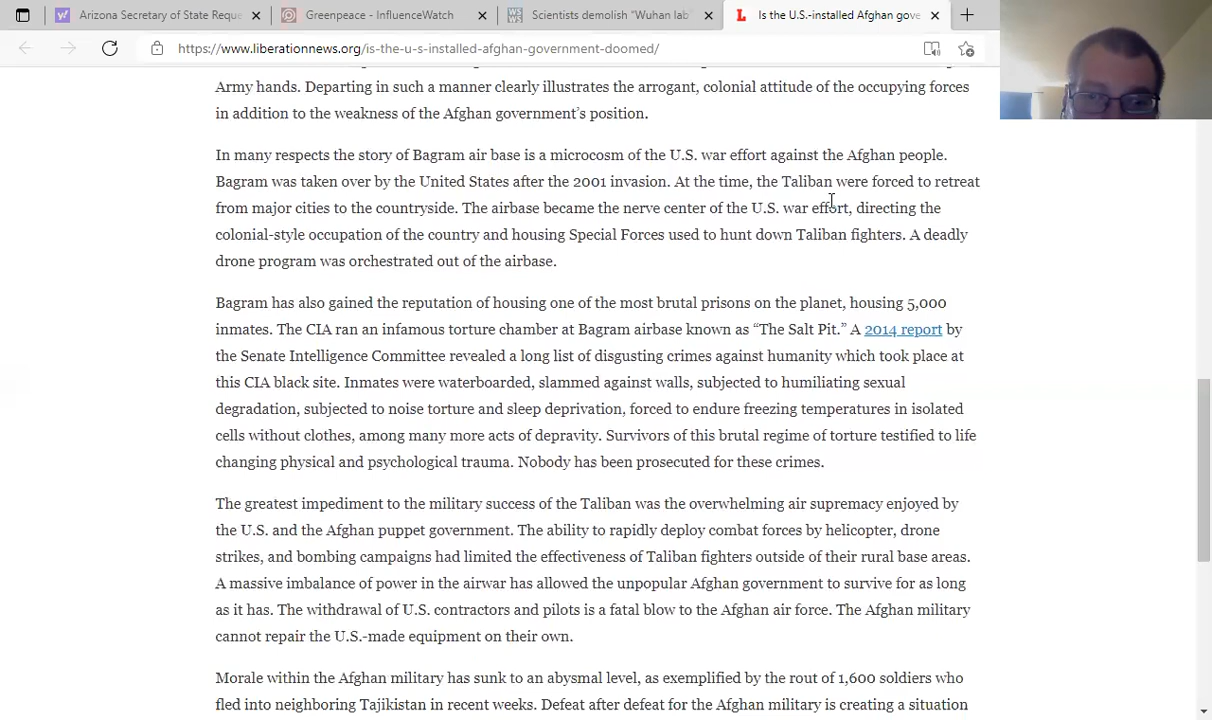 Arizona Secretary of State Reque
Greenpeace - InfluenceWatch
Scientists demolish “Wuhan lab”
Is the U.S.-installed Afghan gove
https://www.liberationnews.org/is-the-u-s-installed-afghan-government-doomed/
Army hands. Departing in such a manner clearly illustrates the arrogant, colonial attitude of the occupying forces
in addition to the weakness of the Afghan government’s position.
In many respects the story of Bagram air base is a microcosm of the U.S. war effort against the Afghan people.
Bagram was taken over by the United States after the 2001 invasion. At the time, the Taliban were forced to retreat
from major cities to the countryside. The airbase became the nerve center of the U.S. war effort, directing the
colonial-style occupation of the country and housing Special Forces used to hunt down Taliban fighters. A deadly
drone program was orchestrated out of the airbase.
Bagram has also gained the reputation of housing one of the most brutal prisons on the planet, housing 5,000
inmates. The CIA ran an infamous torture chamber at Bagram airbase known as “The Salt Pit.” A 2014 report by
the Senate Intelligence Committee revealed a long list of disgusting crimes against humanity which took place at
this CIA black site. Inmates were waterboarded, slammed against walls, subjected to humiliating sexual
degradation, subjected to noise torture and sleep deprivation, forced to endure freezing temperatures in isolated
cells without clothes, among many more acts of depravity. Survivors of this brutal regime of torture testified to life
changing physical and psychological trauma. Nobody has been prosecuted for these crimes.
The greatest impediment to the military success of the Taliban was the overwhelming air supremacy enjoyed by
the U.S. and the Afghan puppet government. The ability to rapidly deploy combat forces by helicopter, drone
strikes, and bombing campaigns had limited the effectiveness of Taliban fighters outside of their rural base areas.
A massive imbalance of power in the airwar has allowed the unpopular Afghan government to survive for as long
as it has. The withdrawal of U.S. contractors and pilots is a fatal blow to the Afghan air force. The Afghan military
cannot repair the U.S.-made equipment on their own.
Morale within the Afghan military has sunk to an abysmal level, as exemplified by the rout of 1,600 soldiers who
fled into neighboring Tajikistan in recent weeks. Defeat after defeat for the Afghan military is creating a situation